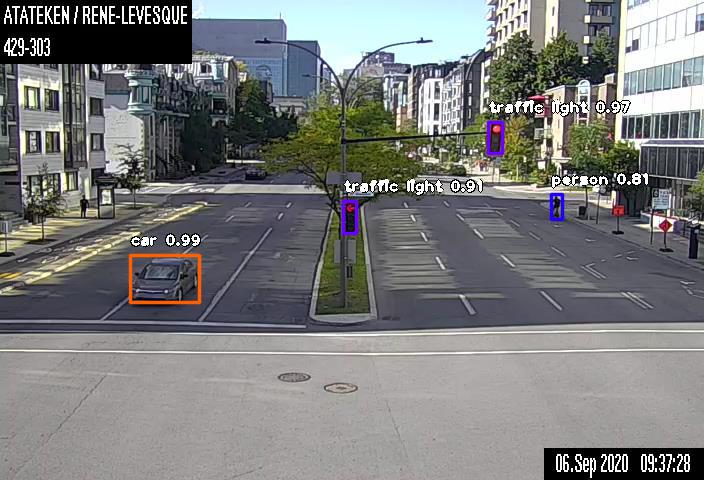 ATATEKEN / RENE-LEVESQUE
429-303
traffic light 0.97
person 0.81
traffic light 0.91
car 0.99
06.Sep 2020 09:37:28